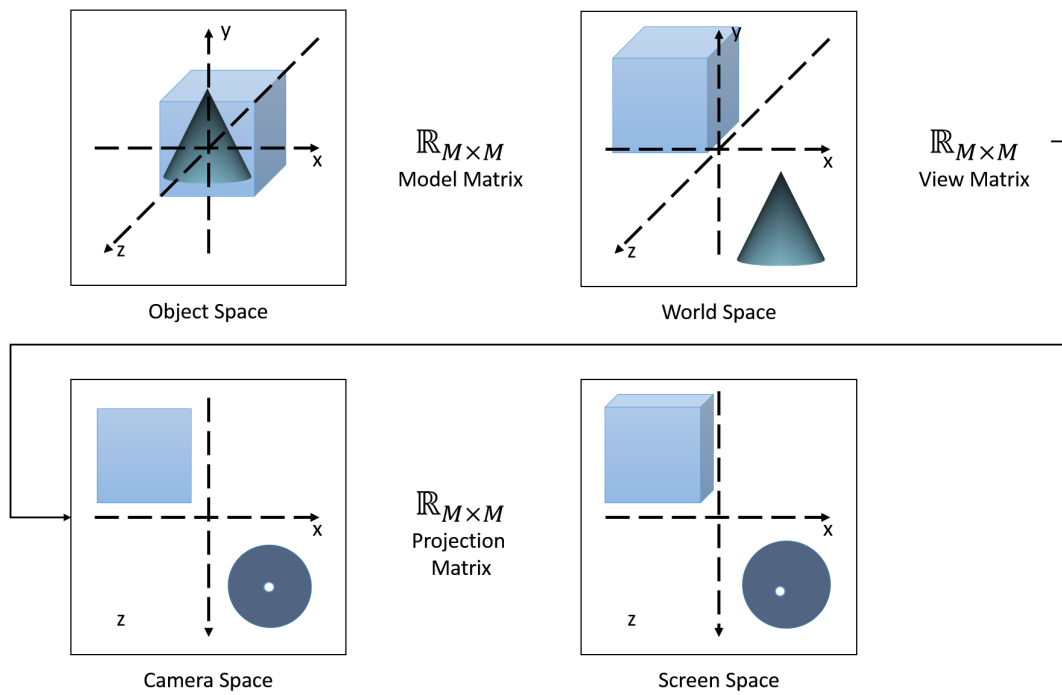 y
x
z
Object Space
ℝ_{M×M}
Model Matrix
y
x
z
World Space
ℝ_{M×M}
View Matrix
x
z
Camera Space
ℝ_{M×M}
Projection
Matrix
x
z
Screen Space